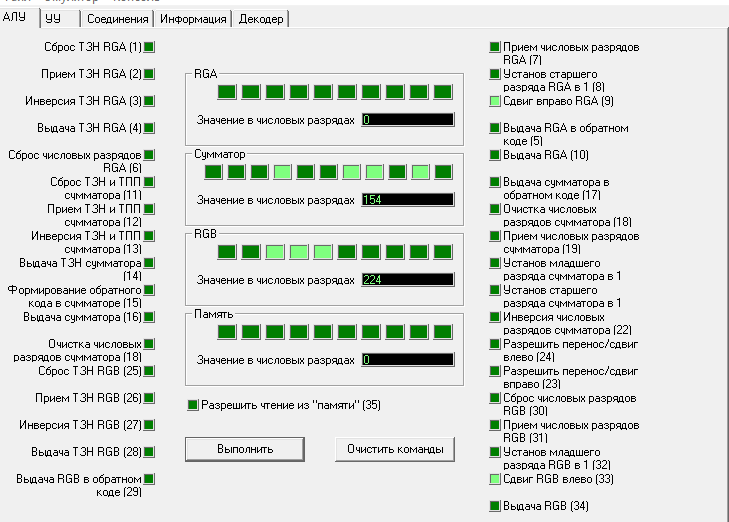 АЛУ УУ Соединения Информация Декодер
Сброс ТЗН RGA (1)
Прием ТЗН RGA (2)
Инверсия ТЗН RGA (3)
Выдача ТЗН RGA (4)
Сброс числовых разрядов
RGA (6)
Сброс ТЗН и ТПП
сумматора (11)
Прием ТЗН и ТПП
сумматора (12)
Инверсия ТЗН и ТПП
сумматора (13)
Выдача ТЗН сумматора
(14)
Формирование обратного
кода в сумматоре (15)
Выдача сумматора (16)
Очистка числовых
разрядов сумматора (18)
Сброс ТЗН RGB (25)
Прием ТЗН RGB (26)
Инверсия ТЗН RGB (27)
Выдача ТЗН RGB (28)
Выдача RGB в обратном
коде (29)
RGA
Значение в числовых разрядах 0
Сумматор
Значение в числовых разрядах 154
RGB
Значение в числовых разрядах 224
Память
Значение в числовых разрядах 0
Разрешить чтение из "памяти" (35)
Выполнить Очистить команды
Прием числовых разрядов
RGA (7)
Установ старшего
разряда RGA в 1 (8)
Сдвиг вправо RGA (9)
Выдача RGA в обратном
коде (5)
Выдача RGA (10)
Выдача сумматора в
обратном коде (17)
Очистка числовых
разрядов сумматора (18)
Прием числовых разрядов
сумматора (19)
Установ младшего
разряда сумматора в 1
Установ старшего
разряда сумматора в 1
Инверсия числовых
разрядов сумматора (22)
Разрешить перенос/сдвиг
влево (24)
Разрешить перенос/сдвиг
вправо (23)
Сброс числовых разрядов
RGB (30)
Прием числовых разрядов
RGB (31)
Установ младшего
разряда RGB в 1 (32)
Сдвиг RGB влево (33)
Выдача RGB (34)